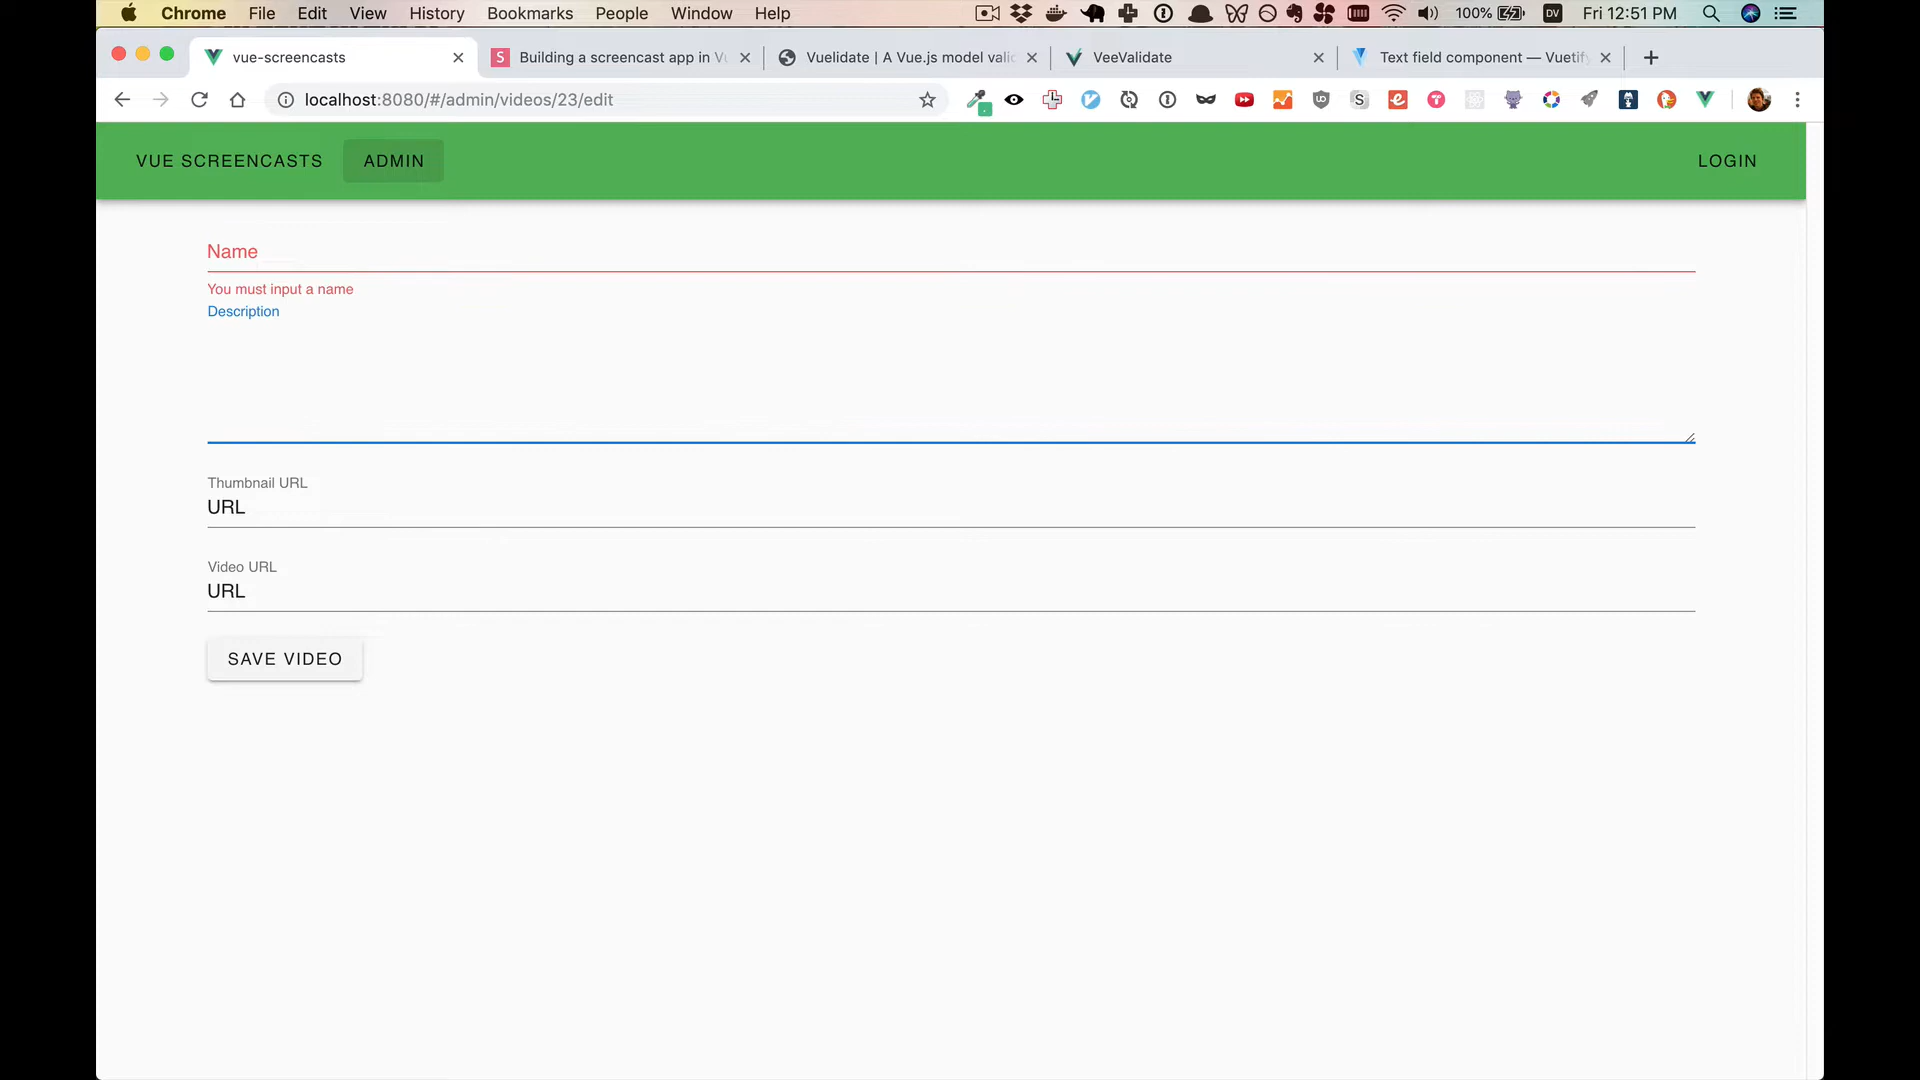 Chrome File Edit View History Bookmarks People Window Help 100% DV Fri 12:51 PM
vue-screencasts Building a screencast app in Vu Vuelidate | A Vue.js model valic VeeValidate Text field component — Vuetify
localhost:8080/#/admin/videos/23/edit
VUE SCREENCASTS ADMIN LOGIN
Name
You must input a name
Description
Thumbnail URL
URL
Video URL
URL
SAVE VIDEO